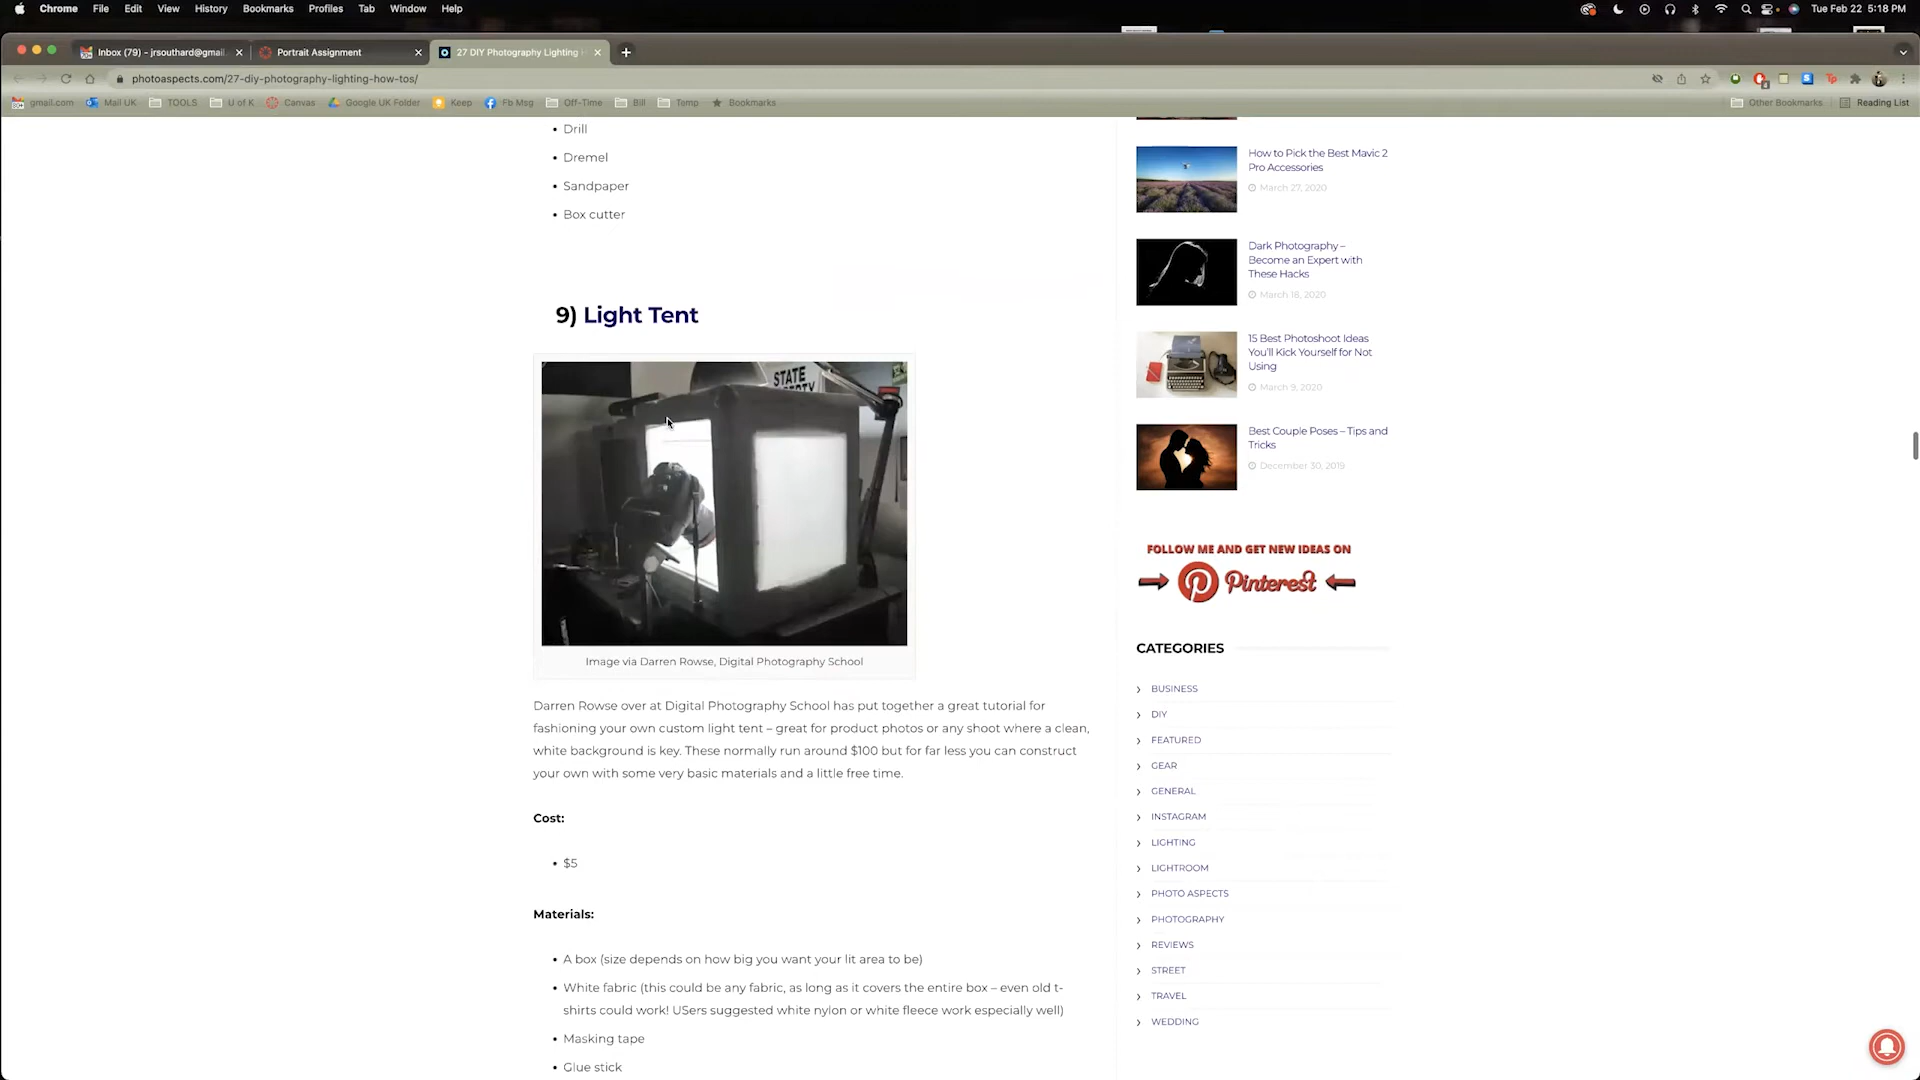 Chrome File Edit View History Bookmarks Profiles Tab Window Help
Tue Feb 22 5:18 PM
Inbox (79) - jrsouthard@gmail.
Portrait Assignment
27 DIY Photography Lighting
photoaspects.com/27-diy-photography-lighting-how-tos/
gmail.com Mail UK TOOLS U of K Canvas Google UK Folder Keep Fb Msg Off-Time Bill Temp Bookmarks
Other Bookmarks Reading List
• Drill
• Dremel
• Sandpaper
• Box cutter
9) Light Tent
STATE
Image via Darren Rowse, Digital Photography School
Darren Rowse over at Digital Photography School has put together a great tutorial for
fashioning your own custom light tent – great for product photos or any shoot where a clean,
white background is key. These normally run around $100 but for far less you can construct
your own with some very basic materials and a little free time.
Cost:
• $5
Materials:
• A box (size depends on how big you want your lit area to be)
• White fabric (this could be any fabric, as long as it covers the entire box – even old t-
shirts could work! USers suggested white nylon or white fleece work especially well)
• Masking tape
• Glue stick
How to Pick the Best Mavic 2
Pro Accessories
March 27, 2020
Dark Photography –
Become an Expert with
These Hacks
March 18, 2020
15 Best Photoshoot Ideas
You'll Kick Yourself for Not
Using
March 9, 2020
Best Couple Poses – Tips and
Tricks
December 30, 2019
FOLLOW ME AND GET NEW IDEAS ON
Pinterest
CATEGORIES
BUSINESS
DIY
FEATURED
GEAR
GENERAL
INSTAGRAM
LIGHTING
LIGHTROOM
PHOTO ASPECTS
PHOTOGRAPHY
REVIEWS
STREET
TRAVEL
WEDDING